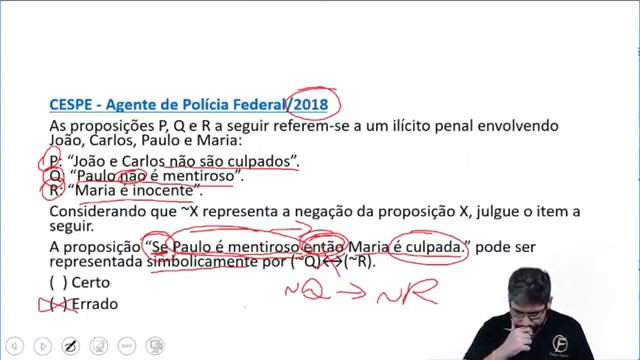 CESPE - Agente de Polícia Federal/2018
As proposições P, Q e R a seguir referem-se a um ilícito penal envolvendo
João, Carlos, Paulo e Maria:
P: "João e Carlos não são culpados".
Q: "Paulo não é mentiroso".
R: "Maria é inocente".
Considerando que ~X representa a negação da proposição X, julgue o item a
seguir.
A proposição "Se Paulo é mentiroso então Maria é culpada." pode ser
representada simbolicamente por (~Q)↔(~R).
( ) Certo
( ) Errado
~Q → ~R